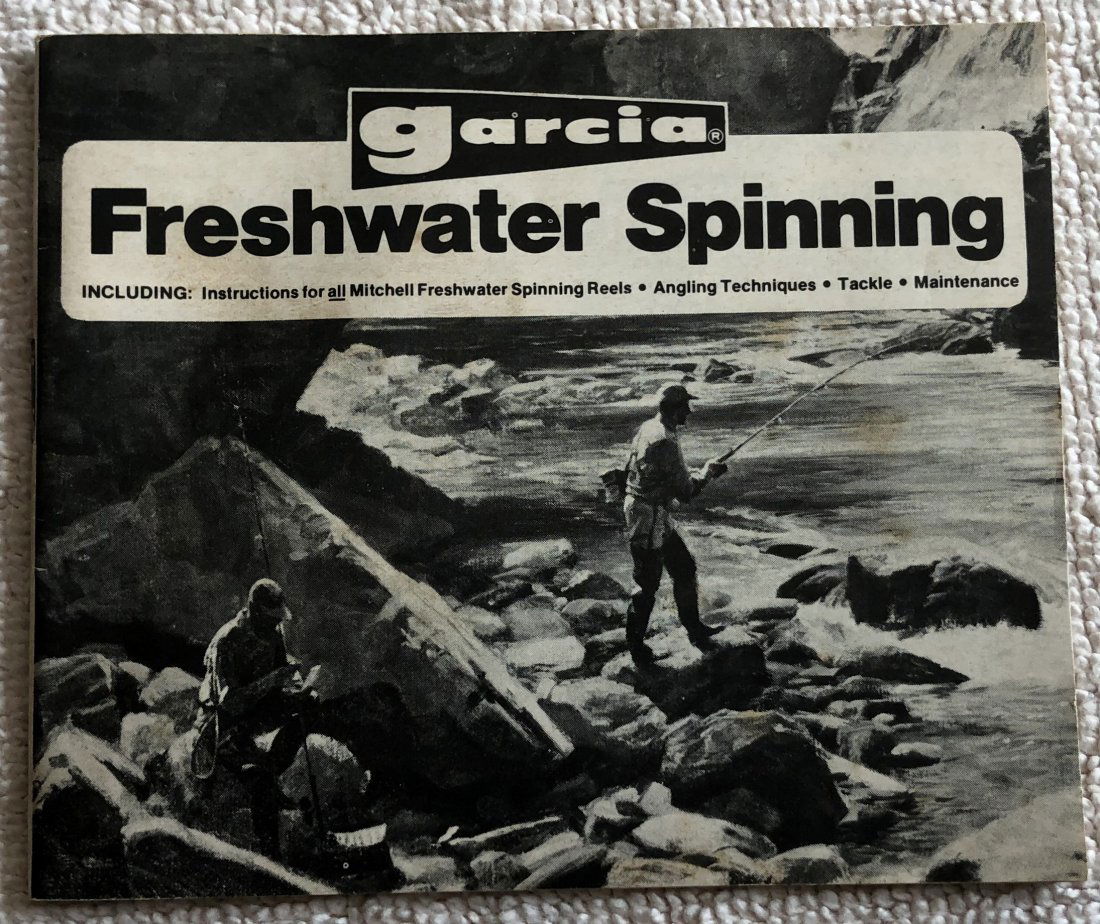 garcia®
Freshwater Spinning
INCLUDING: Instructions for all Mitchell Freshwater Spinning Reels • Angling Techniques • Tackle • Maintenance